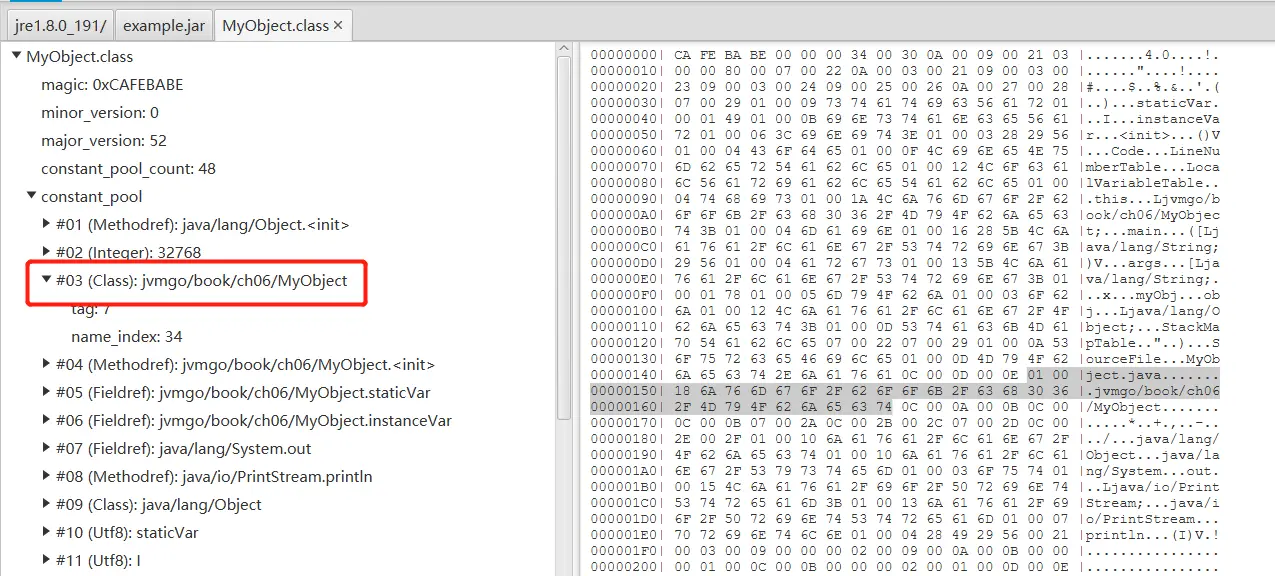 jre1.8.0_191/ example.jar MyObject.class ×
MyObject.class
magic: 0xCAFEBABE
minor_version: 0
major_version: 52
constant_pool_count: 48
constant_pool
#01 (Methodref): java/lang/Object.<init>
#02 (Integer): 32768
#03 (Class): jvmgo/book/ch06/MyObject
tag: 7
name_index: 34
#04 (Methodref): jvmgo/book/ch06/MyObject.<init>
#05 (Fieldref): jvmgo/book/ch06/MyObject.staticVar
#06 (Fieldref): jvmgo/book/ch06/MyObject.instanceVar
#07 (Fieldref): java/lang/System.out
#08 (Methodref): java/io/PrintStream.println
#09 (Class): java/lang/Object
#10 (Utf8): staticVar
#11 (Utf8): I
00000000| CA FE BA BE 00 00 00 34 00 30 0A 00 09 00 21 03 |.......4.0....!.
00000010| 00 00 80 00 07 00 22 0A 00 03 00 21 09 00 03 00 |......"....!....
00000020| 23 09 00 03 00 24 09 00 25 00 26 0A 00 27 00 28 |#....$..%.&..'.(
00000030| 07 00 29 01 00 09 73 74 61 74 69 63 56 61 72 01 |..)...staticVar.
00000040| 00 01 49 01 00 0B 69 6E 73 74 61 6E 63 65 56 61 |..I...instanceVa
00000050| 72 01 00 06 3C 69 6E 69 74 3E 01 00 03 28 29 56 |r...<init>...()V
00000060| 01 00 04 43 6F 64 65 01 00 0F 4C 69 6E 65 4E 75 |...Code...LineNu
00000070| 6D 62 65 72 54 61 62 6C 65 01 00 12 4C 6F 63 61 |mberTable...Loca
00000080| 6C 56 61 72 69 61 62 6C 65 54 61 62 6C 65 01 00 |lVariableTable..
00000090| 04 74 68 69 73 01 00 1A 4C 6A 76 6D 67 6F 2F 62 |.this...Ljvmgo/b
000000A0| 6F 6F 6B 2F 63 68 30 36 2F 4D 79 4F 62 6A 65 63 |ook/ch06/MyObjec
000000B0| 74 3B 01 00 04 6D 61 69 6E 01 00 16 28 5B 4C 6A |t;...main...([Lj
000000C0| 61 76 61 2F 6C 61 6E 67 2F 53 74 72 69 6E 67 3B |ava/lang/String;
000000D0| 29 56 01 00 04 61 72 67 73 01 00 13 5B 4C 6A 61 |)V...args...[Lja
000000E0| 76 61 2F 6C 61 6E 67 2F 53 74 72 69 6E 67 3B 01 |va/lang/String;.
000000F0| 00 01 78 01 00 05 6D 79 4F 62 6A 01 00 03 6F 62 |..x...myObj...ob
00000100| 6A 01 00 12 4C 6A 61 76 61 2F 6C 61 6E 67 2F 4F |j...Ljava/lang/O
00000110| 62 6A 65 63 74 3B 01 00 0D 53 74 61 63 6B 4D 61 |bject;...StackMa
00000120| 70 54 61 62 6C 65 07 00 22 07 00 29 01 00 0A 53 |pTable.."..)...S
00000130| 6F 75 72 63 65 46 69 6C 65 01 00 0D 4D 79 4F 62 |ourceFile...MyOb
00000140| 6A 65 63 74 2E 6A 61 76 61 0C 00 0D 00 0E 01 00 |ject.java.......
00000150| 18 6A 76 6D 67 6F 2F 62 6F 6F 6B 2F 63 68 30 36 |.jvmgo/book/ch06
00000160| 2F 4D 79 4F 62 6A 65 63 74 0C 00 0A 00 0B 0C 00 |/MyObject.......
00000170| 0C 00 0B 07 00 2A 0C 00 2B 00 2C 07 00 2D 0C 00 |.....*..+.,..-..
00000180| 2E 00 2F 01 00 10 6A 61 76 61 2F 6C 61 6E 67 2F |../...java/lang/
00000190| 4F 62 6A 65 63 74 01 00 10 6A 61 76 61 2F 6C 61 |Object...java/la
000001A0| 6E 67 2F 53 79 73 74 65 6D 01 00 03 6F 75 74 01 |ng/System...out.
000001B0| 00 15 4C 6A 61 76 61 2F 69 6F 2F 50 72 69 6E 74 |..Ljava/io/Print
000001C0| 53 74 72 65 61 6D 3B 01 00 13 6A 61 76 61 2F 69 |Stream;...java/i
000001D0| 6F 2F 50 72 69 6E 74 53 74 72 65 61 6D 01 00 07 |o/PrintStream...
000001E0| 70 72 69 6E 74 6C 6E 01 00 04 28 49 29 56 00 21 |println...(I)V.!
000001F0| 00 03 00 09 00 00 00 02 00 09 00 0A 00 0B 00 00 |................
00000200| 00 01 00 0C 00 0B 00 00 00 02 00 01 00 0D 00 0E |................